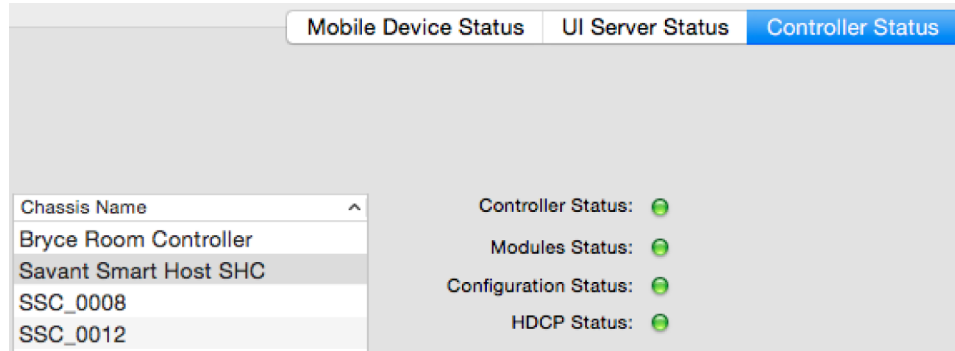 Mobile Device Status UI Server Status Controller Status
Chassis Name
Bryce Room Controller
Savant Smart Host SHC
SSC_0008
SSC_0012
Controller Status:
Modules Status:
Configuration Status:
HDCP Status: